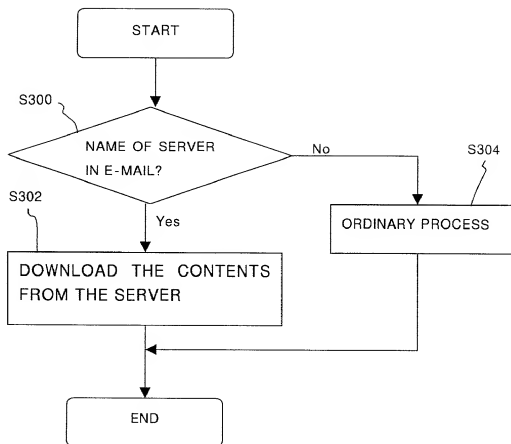 START
S300
NAME OF SERVER
IN E-MAIL?
No
S304
S302
Yes
ORDINARY PROCESS
DOWNLOAD THE CONTENTS
FROM THE SERVER
END